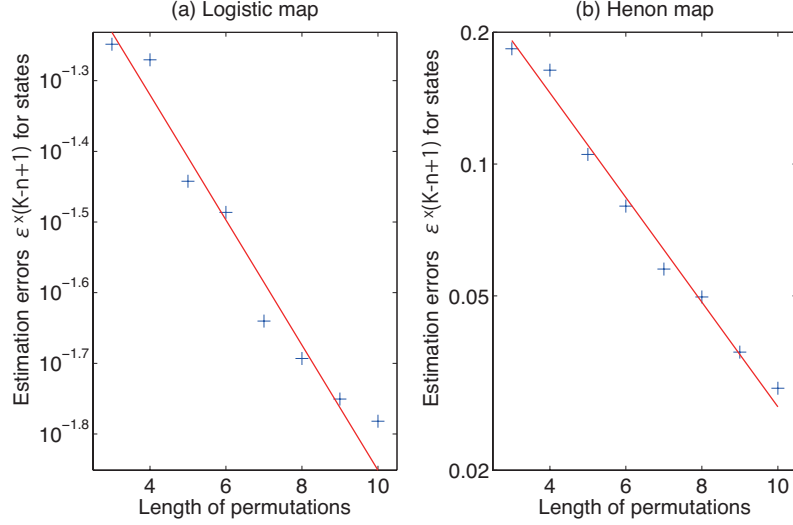 (a) Logistic map
Estimation errors ε^x(K-n+1) for states
10^−1.3
10^−1.4
10^−1.5
10^−1.6
10^−1.7
10^−1.8
4 6 8 10
Length of permutations
(b) Henon map
Estimation errors ε^x(K-n+1) for states
0.2
0.1
0.05
0.02
4 6 8 10
Length of permutations